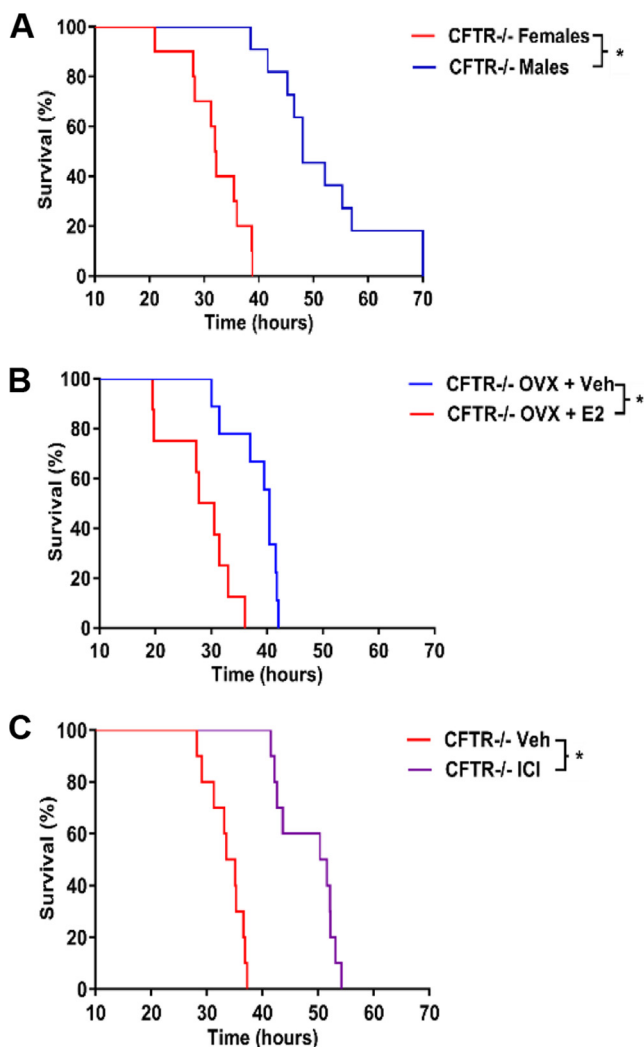 A
CFTR-/- Females
CFTR-/- Males
*
Survival (%)
100
80
60
40
20
0
10 20 30 40 50 60 70
Time (hours)
B
CFTR-/- OVX + Veh
CFTR-/- OVX + E2
*
Survival (%)
100
80
60
40
20
0
10 20 30 40 50 60 70
Time (hours)
C
CFTR-/- Veh
CFTR-/- ICI
*
Survival (%)
100
80
60
40
20
0
10 20 30 40 50 60 70
Time (hours)